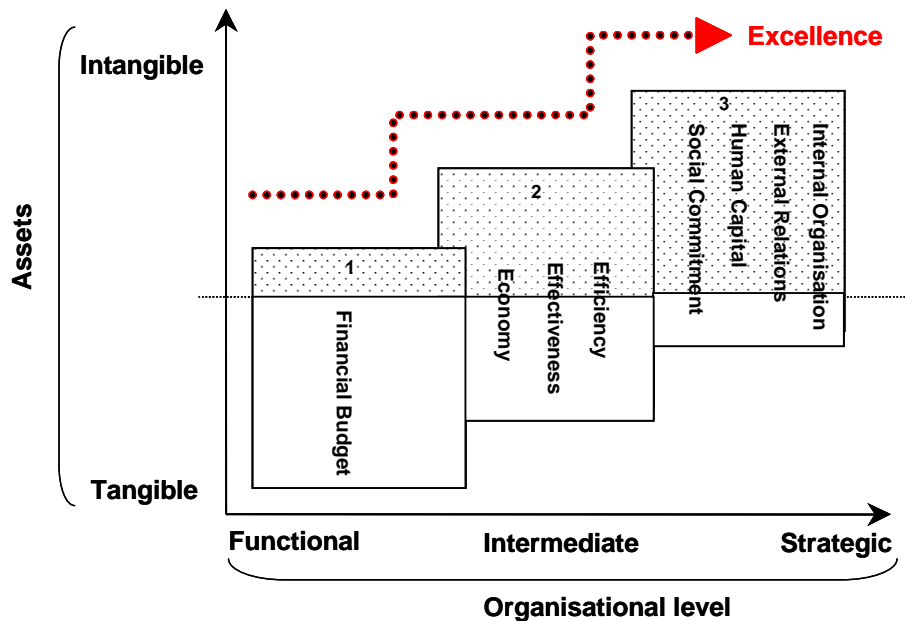 Excellence
Intangible
3
Social Commitment
Human Capital
External Relations
Internal Organisation
2
Economy
Effectiveness
Efficiency
Assets
1
Financial Budget
Tangible
Functional
Intermediate
Strategic
Organisational level